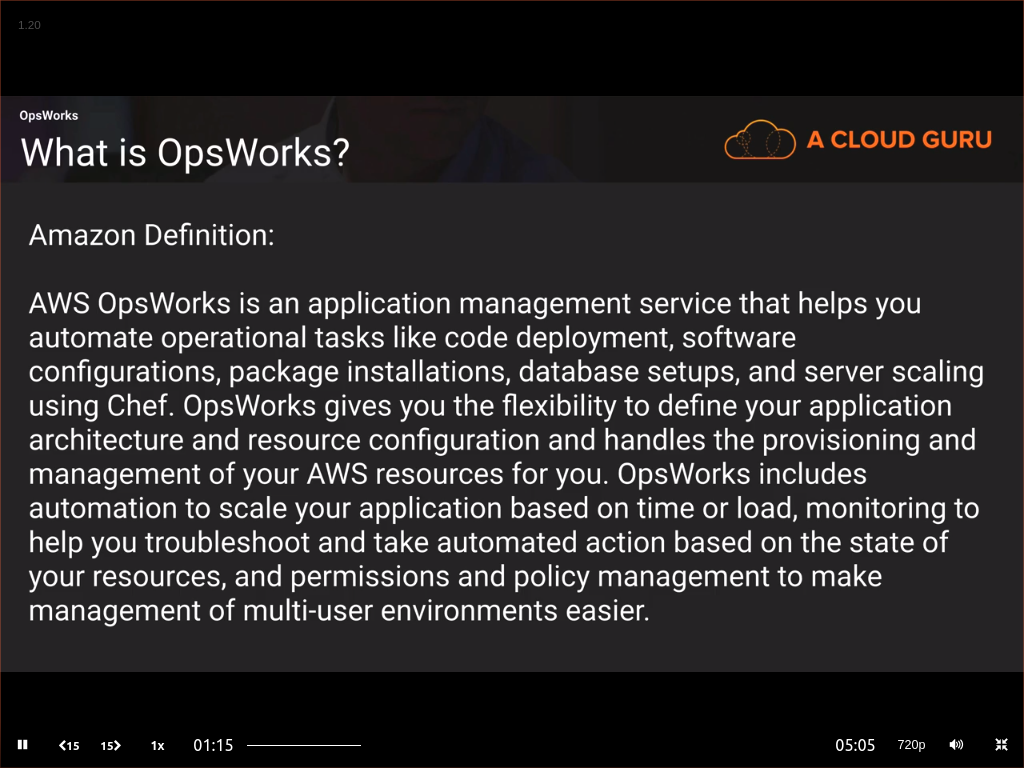 1.20
OpsWorks
What is OpsWorks?
A CLOUD GURU
Amazon Definition:
AWS OpsWorks is an application management service that helps you
automate operational tasks like code deployment, software
configurations, package installations, database setups, and server scaling
using Chef. OpsWorks gives you the flexibility to define your application
architecture and resource configuration and handles the provisioning and
management of your AWS resources for you. OpsWorks includes
automation to scale your application based on time or load, monitoring to
help you troubleshoot and take automated action based on the state of
your resources, and permissions and policy management to make
management of multi-user environments easier.
15 15 1x 01:15 05:05 720p